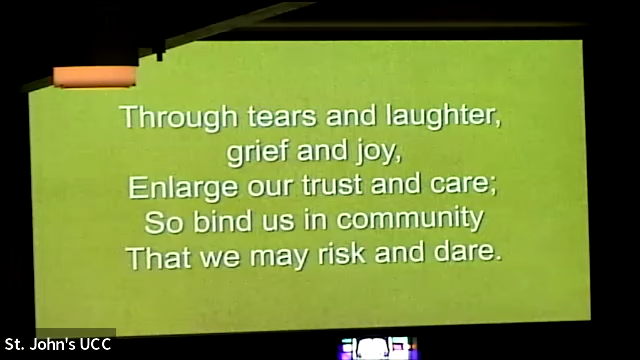 Through tears and laughter,
grief and joy,
Enlarge our trust and care;
So bind us in community
That we may risk and dare.
St. John's UCC